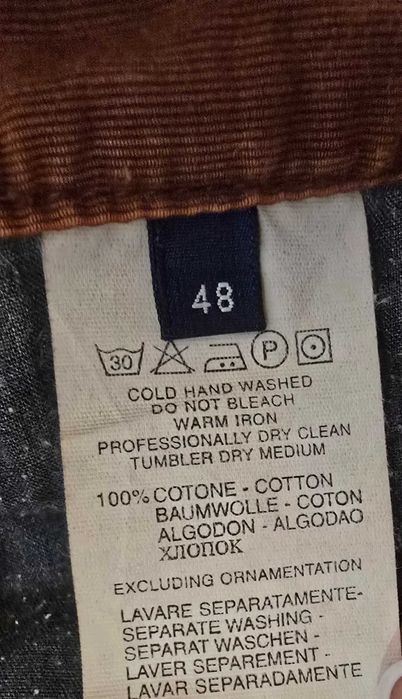 48
30 P
COLD HAND WASHED
DO NOT BLEACH
WARM IRON
PROFESSIONALLY DRY CLEAN
TUMBLER DRY MEDIUM
100% COTONE - COTTON
BAUMWOLLE - COTON
ALGODON - ALGODAO
ХЛОПОК
EXCLUDING ORNAMENTATION
LAVARE SEPARATAMENTE-
SEPARATE WASHING -
SEPARAT WASCHEN -
LAVER SEPAREMENT -
LAVAR SEPARADAMENTE